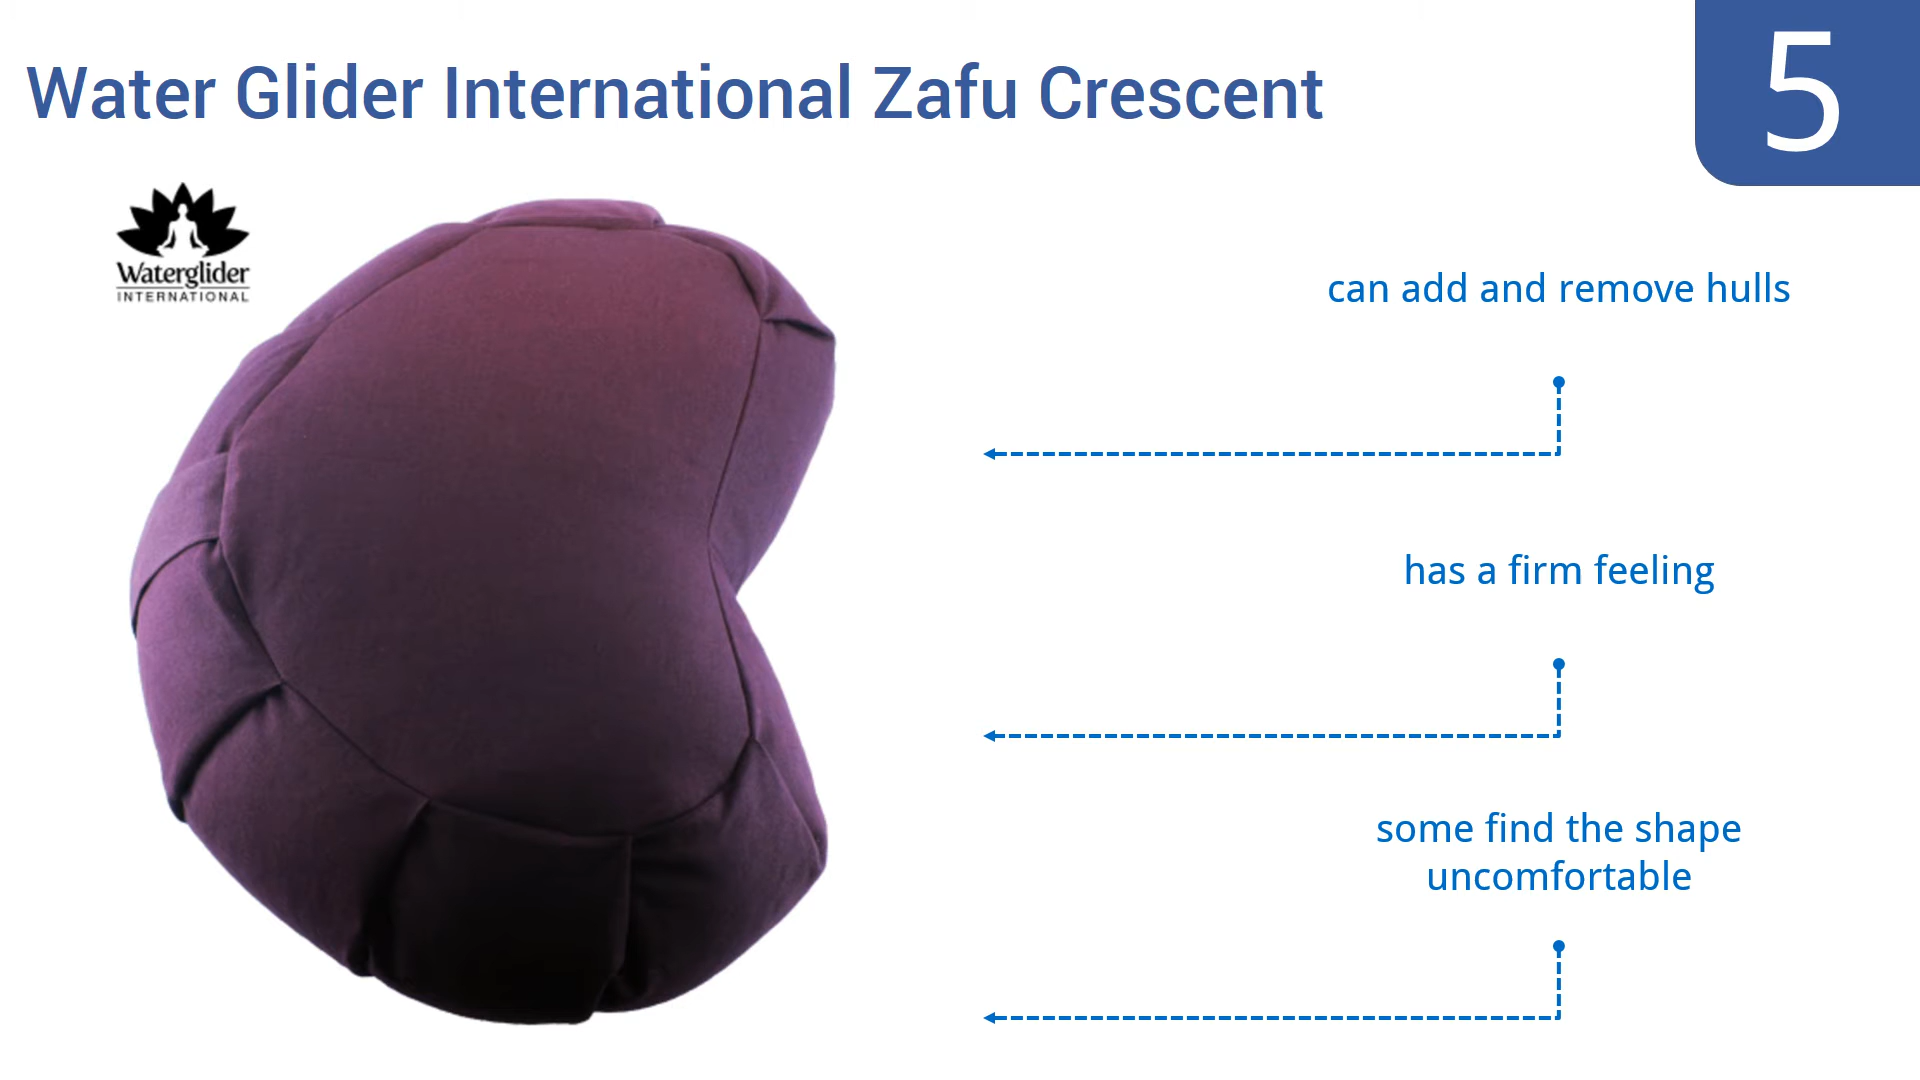 Water Glider International Zafu Crescent
5
Waterglider
INTERNATIONAL
can add and remove hulls
has a firm feeling
some find the shape
uncomfortable